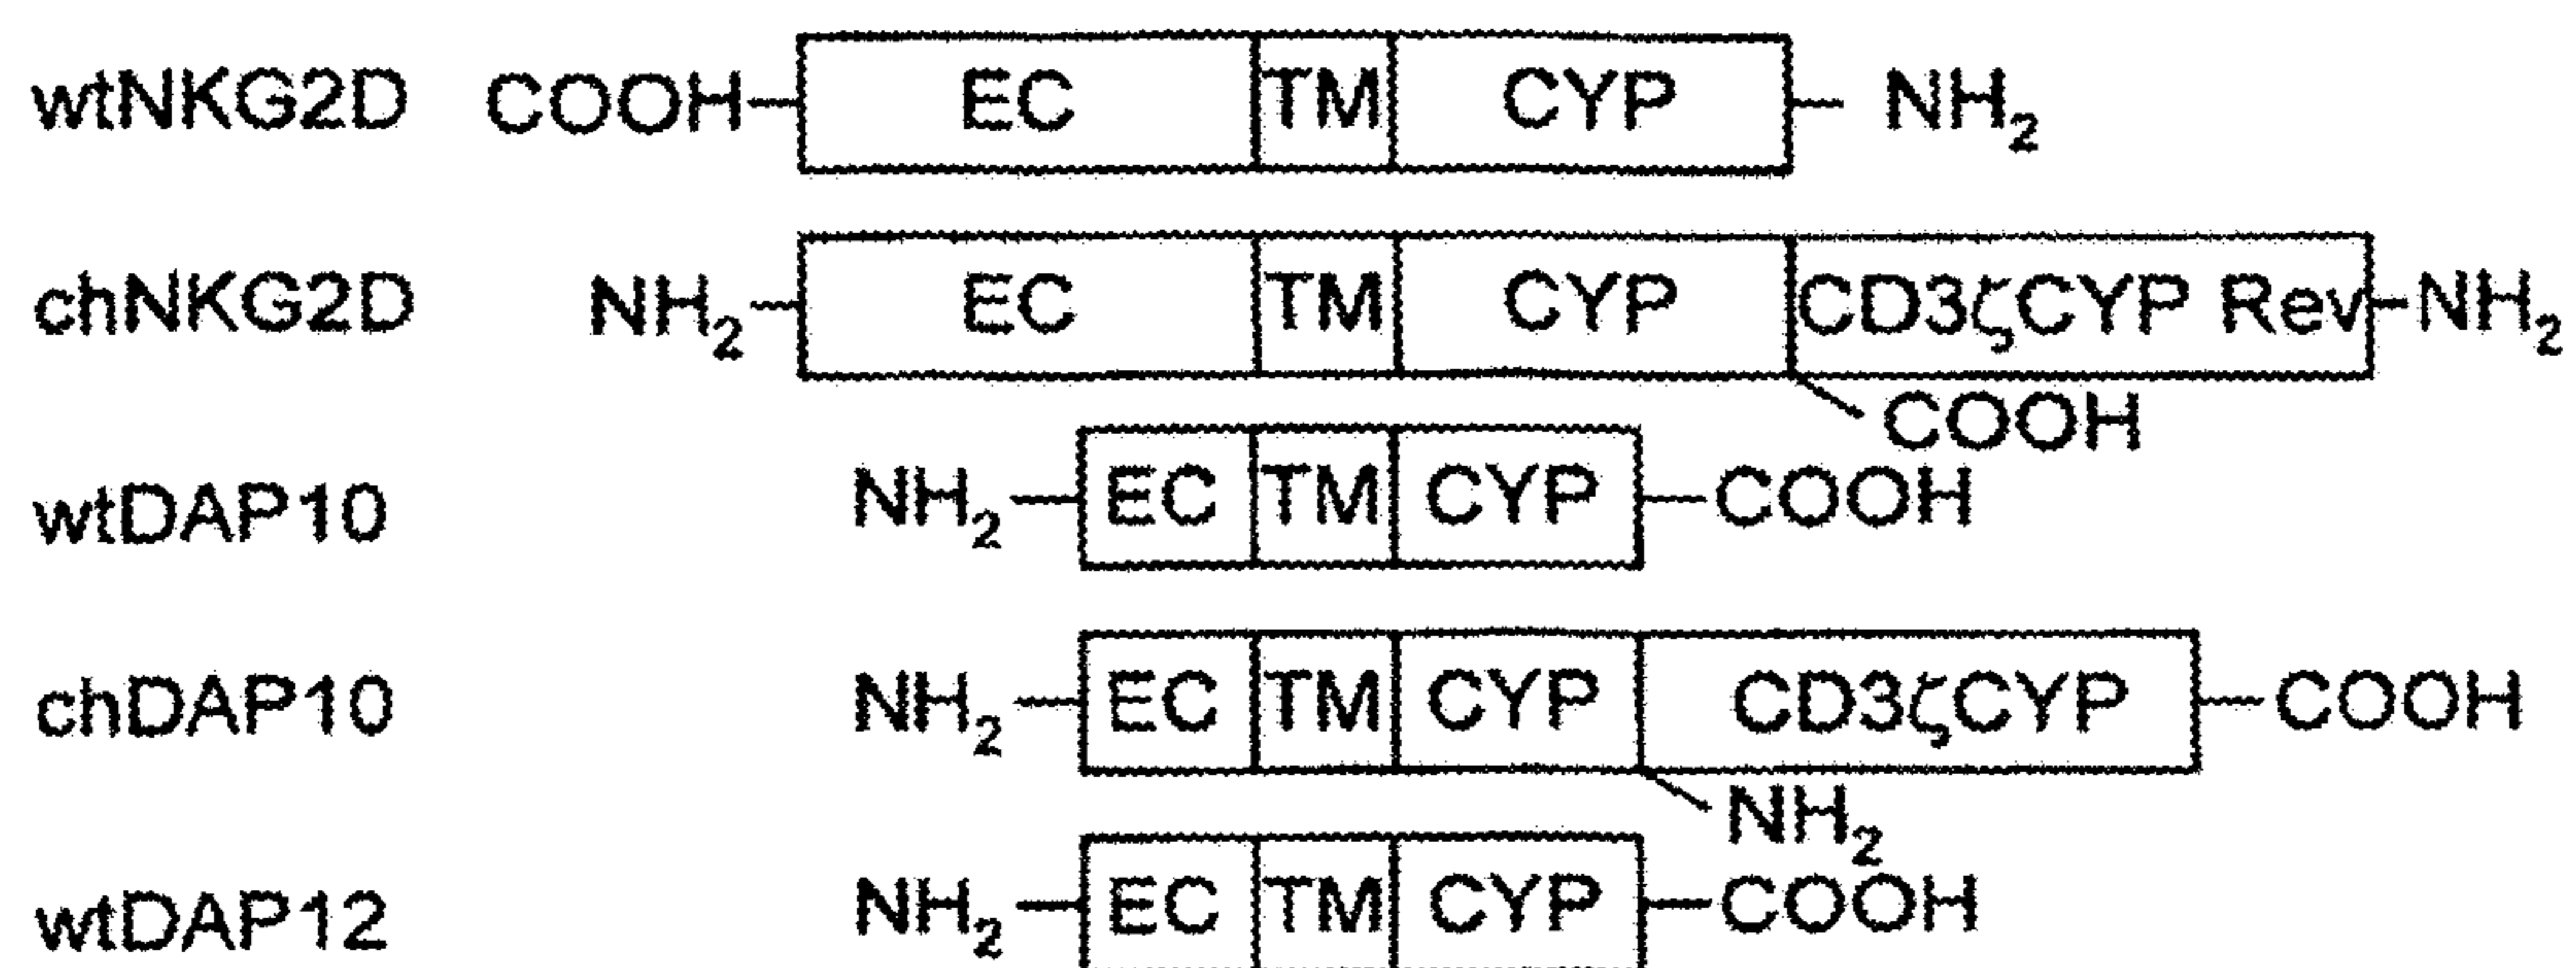 wtNKG2D COOH EC TM CYP NH₂
chNKG2D NH₂ EC TM CYP CD3ζCYP Rev NH₂
COOH
wtDAP10 NH₂ EC TM CYP COOH
chDAP10 NH₂ EC TM CYP CD3ζCYP COOH
NH₂
wtDAP12 NH₂ EC TM CYP COOH